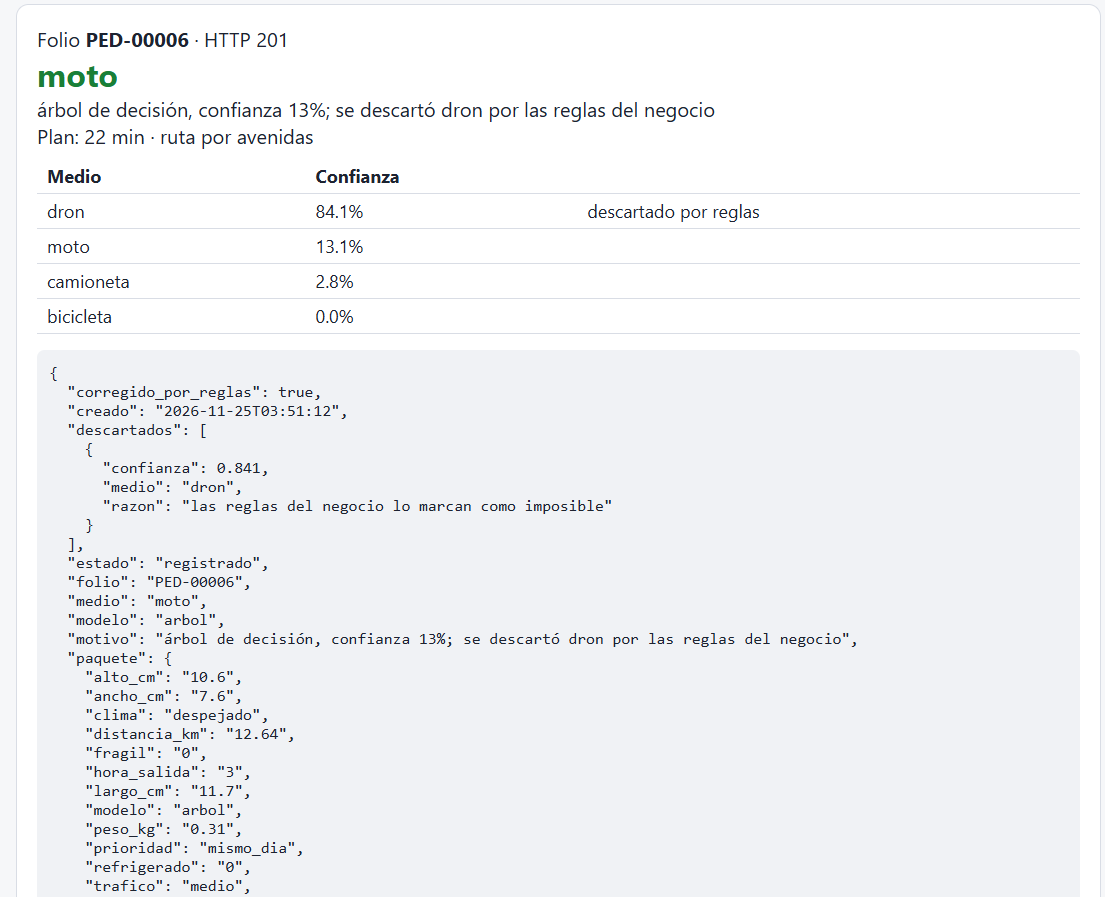 Folio PED-00006 · HTTP 201
moto
árbol de decisión, confianza 13%; se descartó dron por las reglas del negocio
Plan: 22 min · ruta por avenidas
Medio Confianza
dron 84.1% descartado por reglas
moto 13.1%
camioneta 2.8%
bicicleta 0.0%
{
  "corregido_por_reglas": true,
  "creado": "2026-11-25T03:51:12",
  "descartados": [
    {
      "confianza": 0.841,
      "medio": "dron",
      "razon": "las reglas del negocio lo marcan como imposible"
    }
  ],
  "estado": "registrado",
  "folio": "PED-00006",
  "medio": "moto",
  "modelo": "arbol",
  "motivo": "árbol de decisión, confianza 13%; se descartó dron por las reglas del negocio",
  "paquete": {
    "alto_cm": "10.6",
    "ancho_cm": "7.6",
    "clima": "despejado",
    "distancia_km": "12.64",
    "fragil": "0",
    "hora_salida": "3",
    "largo_cm": "11.7",
    "modelo": "arbol",
    "peso_kg": "0.31",
    "prioridad": "mismo_dia",
    "refrigerado": "0",
    "trafico": "medio",